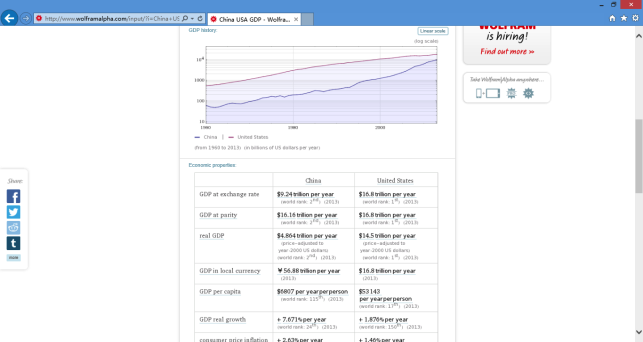 http://www.wolframalpha.com/input/?i=China+US
China USA GDP - Wolfra...
GDP history:
Linear scale
(log scale)
10⁴
1000
100
10
1960
1980
2000
China | United States
(from 1960 to 2013) (in billions of US dollars per year)
Economic properties:
China United States
GDP at exchange rate $9.24 trillion per year $16.8 trillion per year
(world rank: 2nd) (2013) (world rank: 1st) (2013)
GDP at parity $16.16 trillion per year $16.8 trillion per year
(world rank: 2nd) (2013) (world rank: 1st) (2013)
real GDP $4.864 trillion per year $14.5 trillion per year
(price-adjusted to (price-adjusted to
year-2000 US dollars) year-2000 US dollars)
(world rank: 2nd) (2013) (world rank: 1st) (2013)
GDP in local currency ¥56.88 trillion per year $16.8 trillion per year
(2013) (2013)
GDP per capita $6807 per year per person $53143
(world rank: 125th) (2013) per year per person
(world rank: 17th) (2013)
GDP real growth + 7.671% per year + 1.876% per year
(world rank: 24th) (2013) (world rank: 156th) (2013)
consumer price inflation + 2.63% per year + 1.46% per year
WOLFRAM
is hiring!
Find out more »
Take Wolfram|Alpha anywhere...
Share: